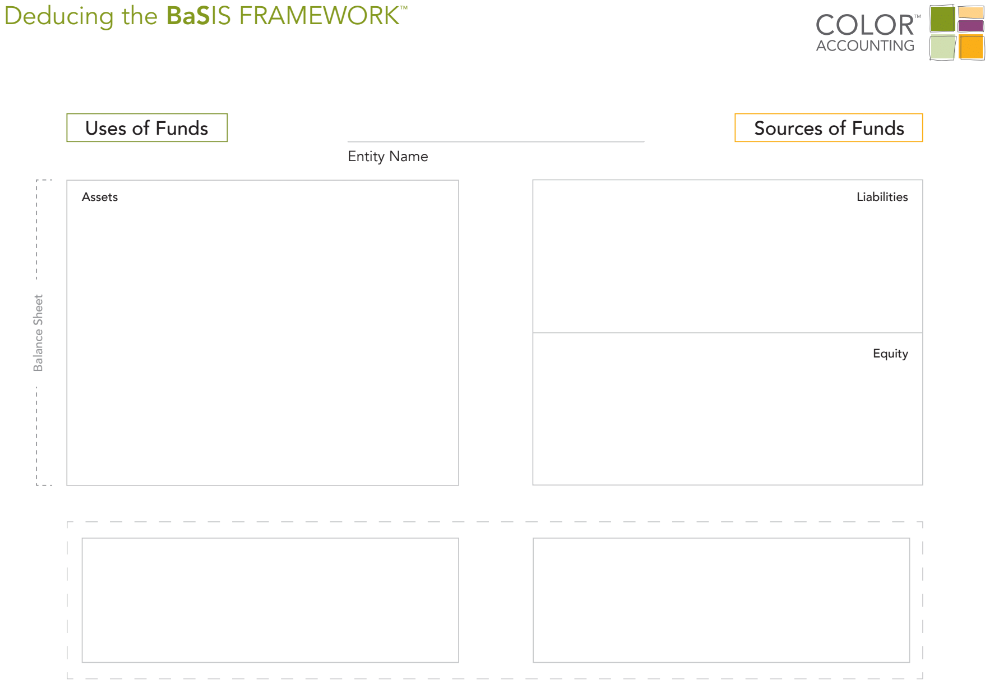 Deducing the BaSIS FRAMEWORK™
COLOR™
ACCOUNTING
Uses of Funds
Sources of Funds
Entity Name
Assets
Liabilities
Balance Sheet
Equity